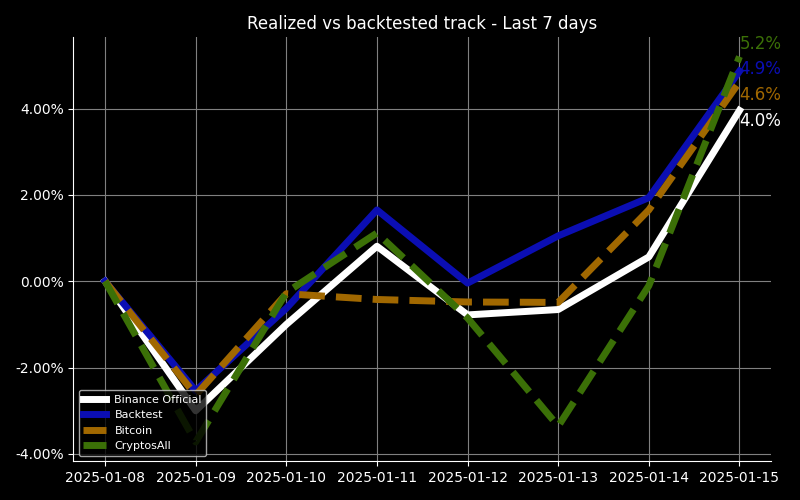 Realized vs backtested track - Last 7 days
5.2%
4.9%
4.6%
4.0%
4.00%
2.00%
0.00%
-2.00%
-4.00%
Binance Official
Backtest
Bitcoin
CryptosAll
2025-01-08 2025-01-09 2025-01-10 2025-01-11 2025-01-12 2025-01-13 2025-01-14 2025-01-15